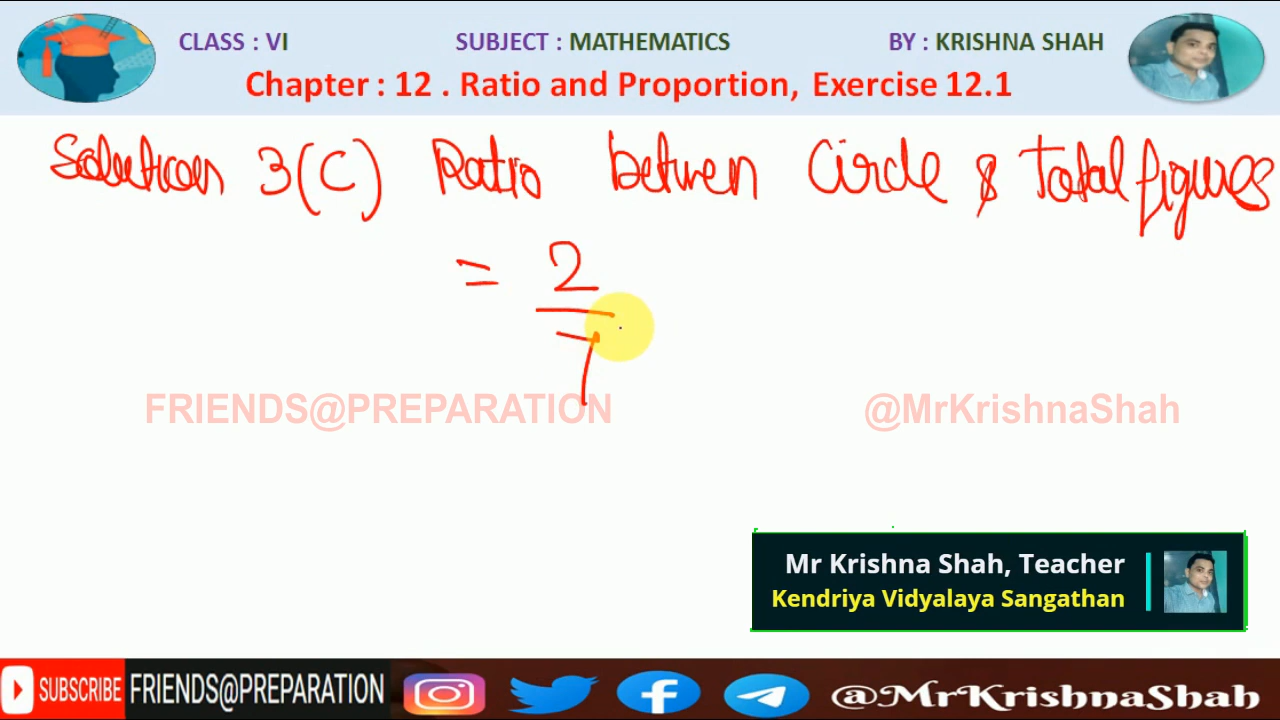 CLASS : VI SUBJECT : MATHEMATICS BY : KRISHNA SHAH
Chapter : 12 . Ratio and Proportion, Exercise 12.1
Solution 3(C) Ratio between Circle & Total figures
= 2
7
FRIENDS@PREPARATION @MrKrishnaShah
Mr Krishna Shah, Teacher
Kendriya Vidyalaya Sangathan
SUBSCRIBE FRIENDS@PREPARATION @MrKrishnaShah